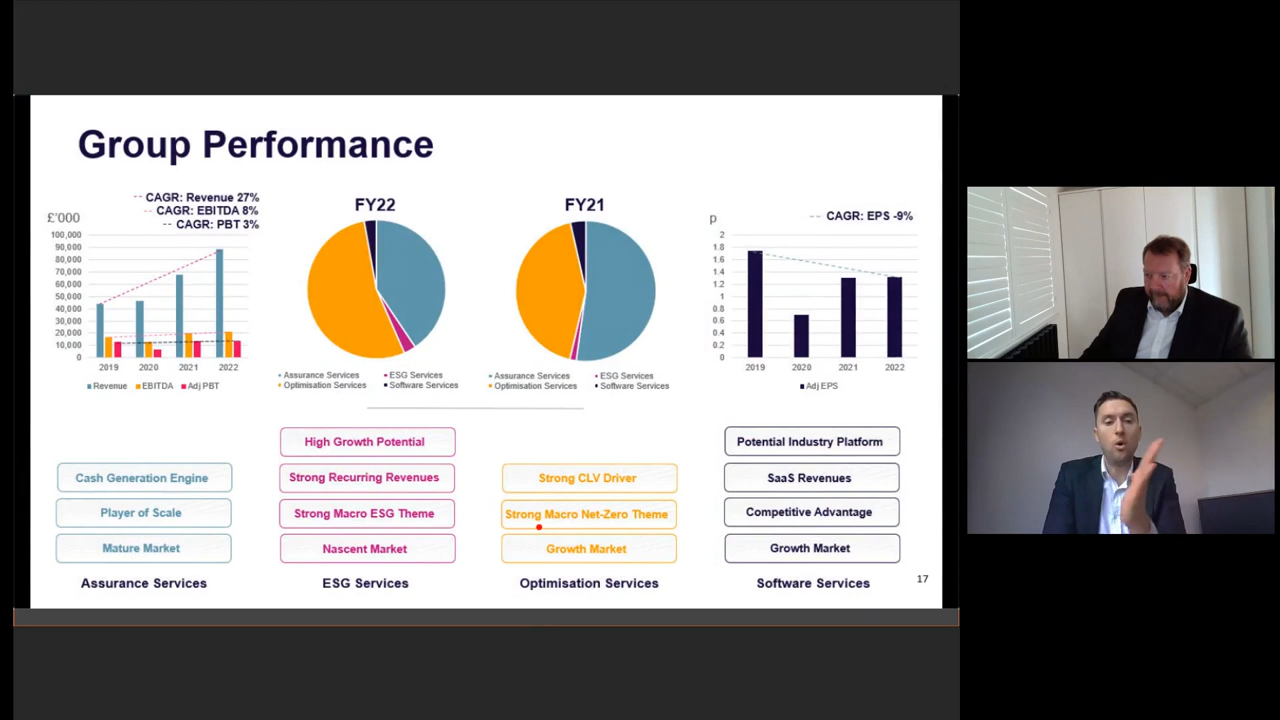 Group Performance
CAGR: Revenue 27%
CAGR: EBITDA 8%
CAGR: PBT 3%
£'000
100,000
90,000
80,000
70,000
60,000
50,000
40,000
30,000
20,000
10,000
0
2019 2020 2021 2022
Revenue EBITDA Adj PBT
FY22
Assurance Services ESG Services
Optimisation Services Software Services
FY21
Assurance Services ESG Services
Optimisation Services Software Services
p
CAGR: EPS -9%
2
1.8
1.6
1.4
1.2
1
0.8
0.6
0.4
0.2
0
2019 2020 2021 2022
Adj EPS
Cash Generation Engine
Player of Scale
Mature Market
Assurance Services
High Growth Potential
Strong Recurring Revenues
Strong Macro ESG Theme
Nascent Market
ESG Services
Strong CLV Driver
Strong Macro Net-Zero Theme
Growth Market
Optimisation Services
Potential Industry Platform
SaaS Revenues
Competitive Advantage
Growth Market
Software Services
17